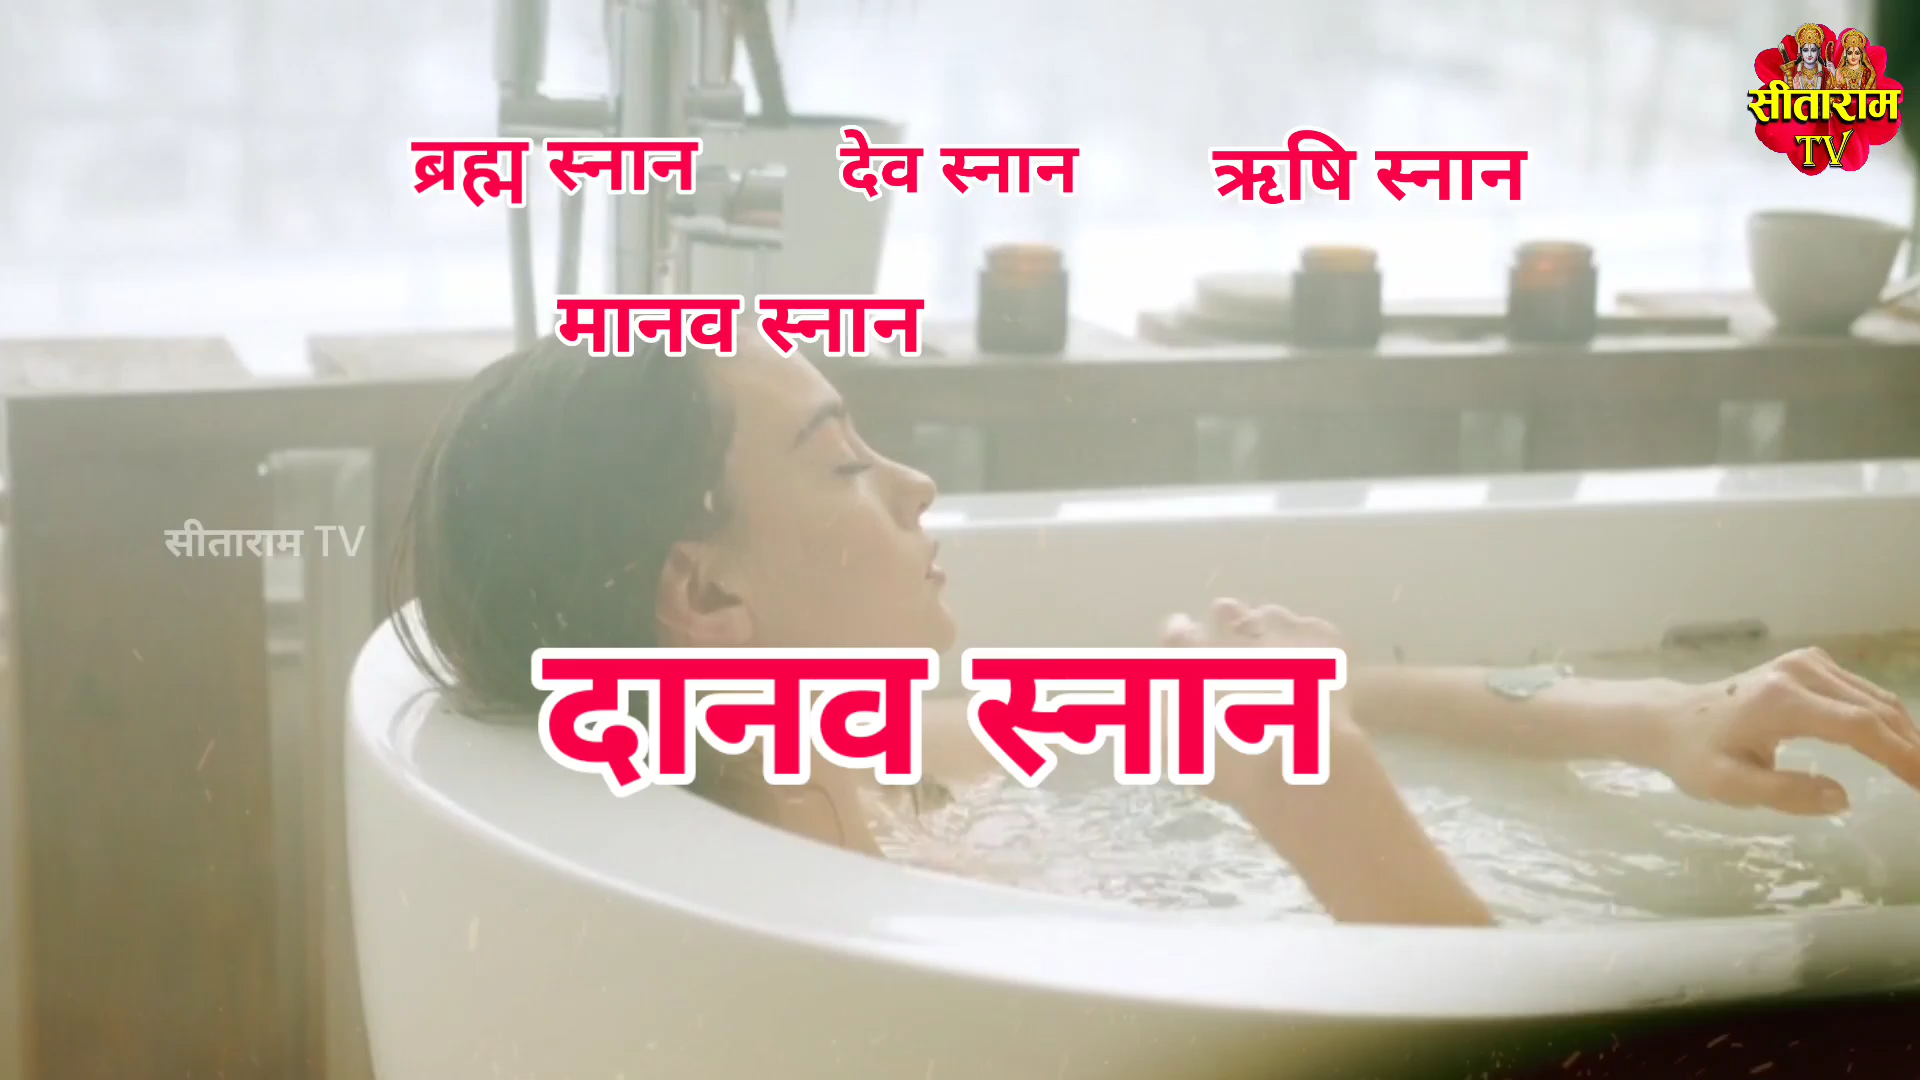 सीताराम
TV
ब्रह्म स्नान देव स्नान ऋषि स्नान
मानव स्नान
सीताराम TV
दानव स्नान